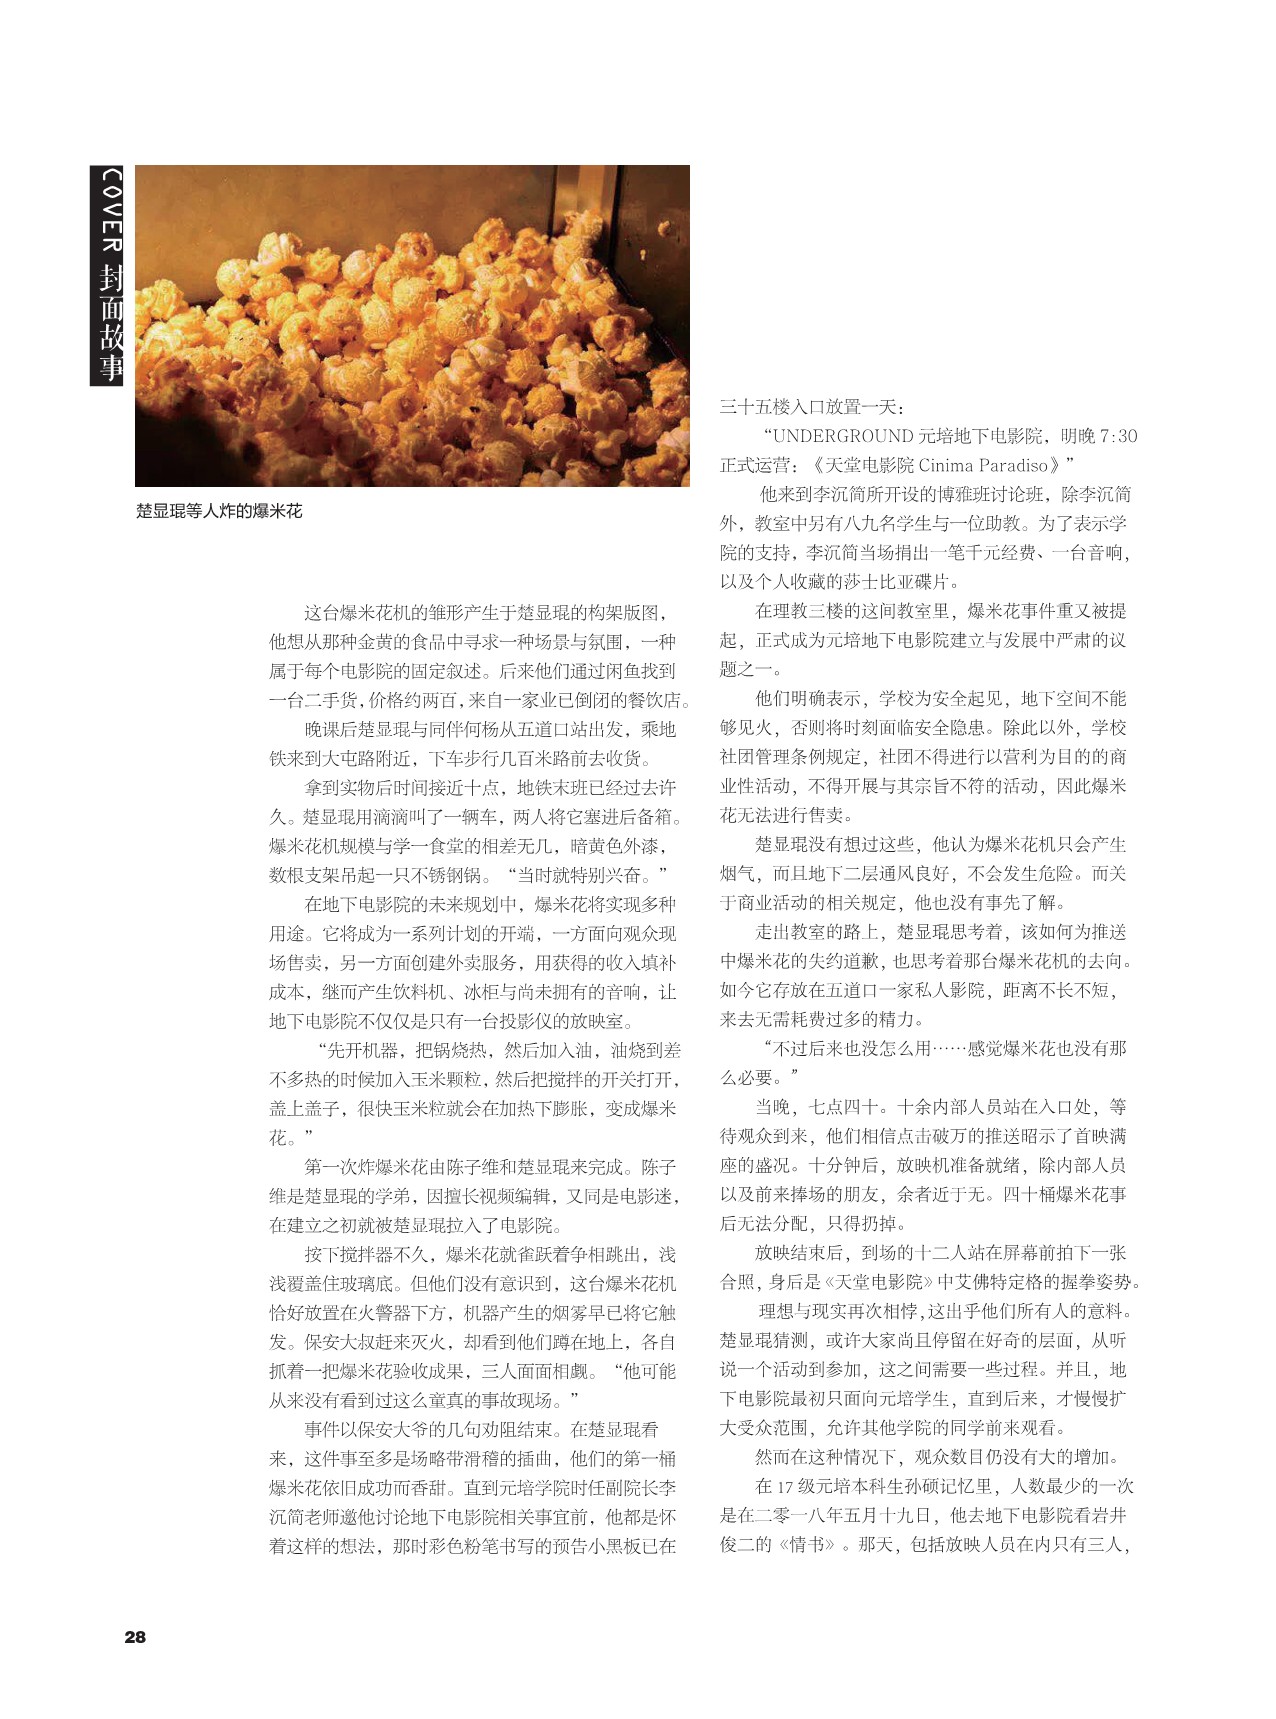 COVER 封面故事
楚显琨等人炸的爆米花
这台爆米花机的雏形产生于楚显琨的构架版图，
他想从那种金黄的食品中寻求一种场景与氛围，一种
属于每个电影院的固定叙述。后来他们通过闲鱼找到
一台二手货，价格约两百，来自一家业已倒闭的餐饮店。
晚课后楚显琨与同伴何杨从五道口站出发，乘地
铁来到大屯路附近，下车步行几百米路前去收货。
拿到实物后时间接近十点，地铁末班已经过去许
久。楚显琨用滴滴叫了一辆车，两人将它塞进后备箱。
爆米花机规模与学一食堂的相差无几，暗黄色外漆，
数根支架吊起一只不锈钢锅。“当时就特别兴奋。”
在地下电影院的未来规划中，爆米花将实现多种
用途。它将成为一系列计划的开端，一方面向观众现
场售卖，另一方面创建外卖服务，用获得的收入填补
成本，继而产生饮料机、冰柜与尚未拥有的音响，让
地下电影院不仅仅是只有一台投影仪的放映室。
“先开机器，把锅烧热，然后加入油，油烧到差
不多热的时候加入玉米颗粒，然后把搅拌的开关打开，
盖上盖子，很快玉米粒就会在加热下膨胀，变成爆米
花。”
第一次炸爆米花由陈子维和楚显琨来完成。陈子
维是楚显琨的学弟，因擅长视频编辑，又同是电影迷，
在建立之初就被楚显琨拉入了电影院。
按下搅拌器不久，爆米花就雀跃着争相跳出，浅
浅覆盖住玻璃底。但他们没有意识到，这台爆米花机
恰好放置在火警器下方，机器产生的烟雾早已将它触
发。保安大叔赶来灭火，却看到他们蹲在地上，各自
抓着一把爆米花验收成果，三人面面相觑。“他可能
从来没有看到过这么童真的事故现场。”
事件以保安大爷的几句劝阻结束。在楚显琨看
来，这件事至多是场略带滑稽的插曲，他们的第一桶
爆米花依旧成功而香甜。直到元培学院时任副院长李
沉简老师邀他讨论地下电影院相关事宜前，他都是怀
着这样的想法，那时彩色粉笔书写的预告小黑板已在
三十五楼入口放置一天：
“UNDERGROUND 元培地下电影院，明晚 7:30
正式运营：《天堂电影院 Cinima Paradiso》”
他来到李沉简所开设的博雅班讨论班，除李沉简
外，教室中另有八九名学生与一位助教。为了表示学
院的支持，李沉简当场捐出一笔千元经费、一台音响，
以及个人收藏的莎士比亚碟片。
在理教三楼的这间教室里，爆米花事件重又被提
起，正式成为元培地下电影院建立与发展中严肃的议
题之一。
他们明确表示，学校为安全起见，地下空间不能
够见火，否则将时刻面临安全隐患。除此以外，学校
社团管理条例规定，社团不得进行以营利为目的的商
业性活动，不得开展与其宗旨不符的活动，因此爆米
花无法进行售卖。
楚显琨没有想过这些，他认为爆米花机只会产生
烟气，而且地下二层通风良好，不会发生危险。而关
于商业活动的相关规定，他也没有事先了解。
走出教室的路上，楚显琨思考着，该如何为推送
中爆米花的失约道歉，也思考着那台爆米花机的去向。
如今它存放在五道口一家私人影院，距离不长不短，
来去无需耗费过多的精力。
“不过后来也没怎么用……感觉爆米花也没有那
么必要。”
当晚，七点四十。十余内部人员站在入口处，等
待观众到来，他们相信点击破万的推送昭示了首映满
座的盛况。十分钟后，放映机准备就绪，除内部人员
以及前来捧场的朋友，余者近于无。四十桶爆米花事
后无法分配，只得扔掉。
放映结束后，到场的十二人站在屏幕前拍下一张
合照，身后是《天堂电影院》中艾佛特定格的握拳姿势。
理想与现实再次相悖，这出乎他们所有人的意料。
楚显琨猜测，或许大家尚且停留在好奇的层面，从听
说一个活动到参加，这之间需要一些过程。并且，地
下电影院最初只面向元培学生，直到后来，才慢慢扩
大受众范围，允许其他学院的同学前来观看。
然而在这种情况下，观众数目仍没有大的增加。
在 17 级元培本科生孙硕记忆里，人数最少的一次
是在二零一八年五月十九日，他去地下电影院看岩井
俊二的《情书》。那天，包括放映人员在内只有三人，
28